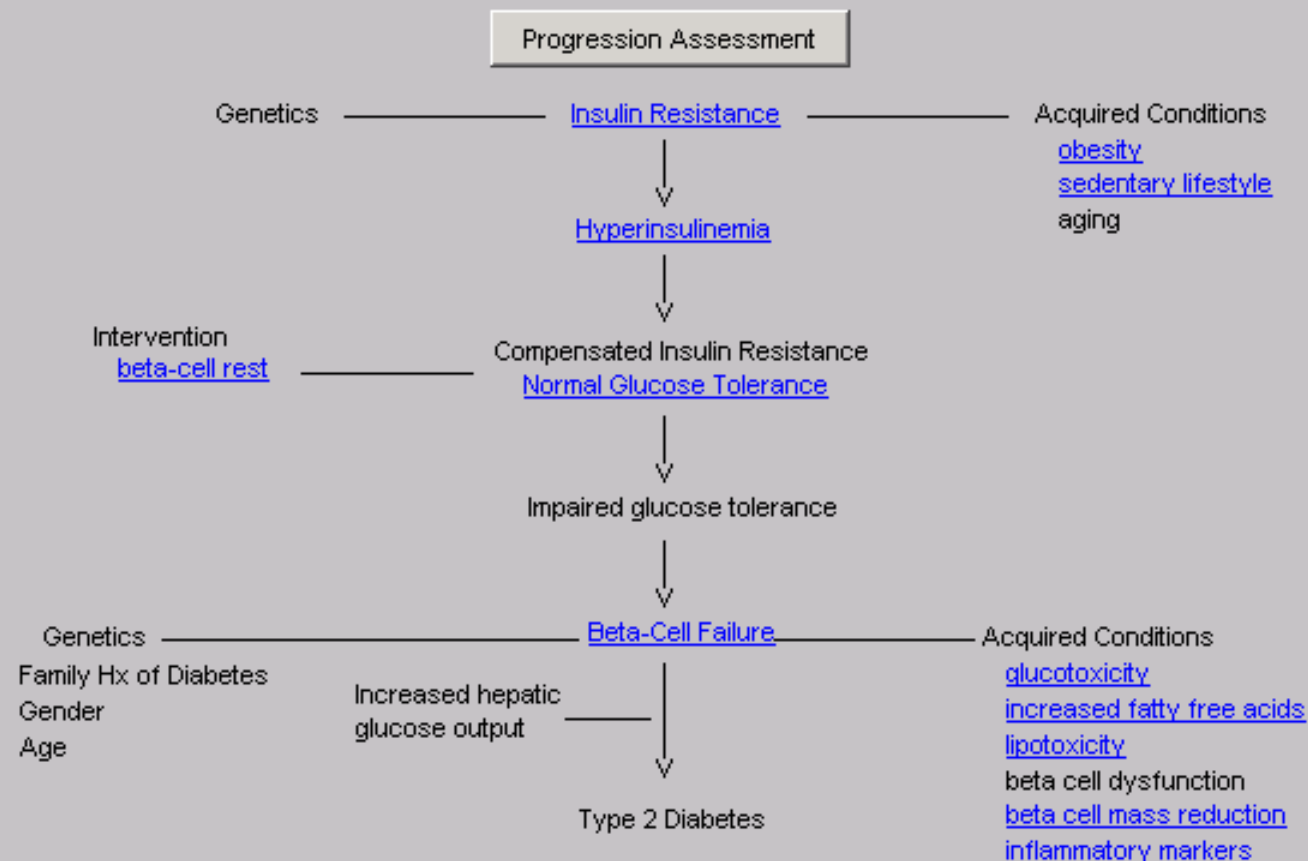 Progression Assessment
Genetics
Insulin Resistance
Acquired Conditions
obesity
sedentary lifestyle
aging
Hyperinsulinemia
Intervention
beta-cell rest
Compensated Insulin Resistance
Normal Glucose Tolerance
Impaired glucose tolerance
Genetics
Family Hx of Diabetes
Gender
Age
Beta-Cell Failure
Increased hepatic
glucose output
Acquired Conditions
glucotoxicity
increased fatty free acids
lipotoxicity
beta cell dysfunction
beta cell mass reduction
inflammatory markers
Type 2 Diabetes